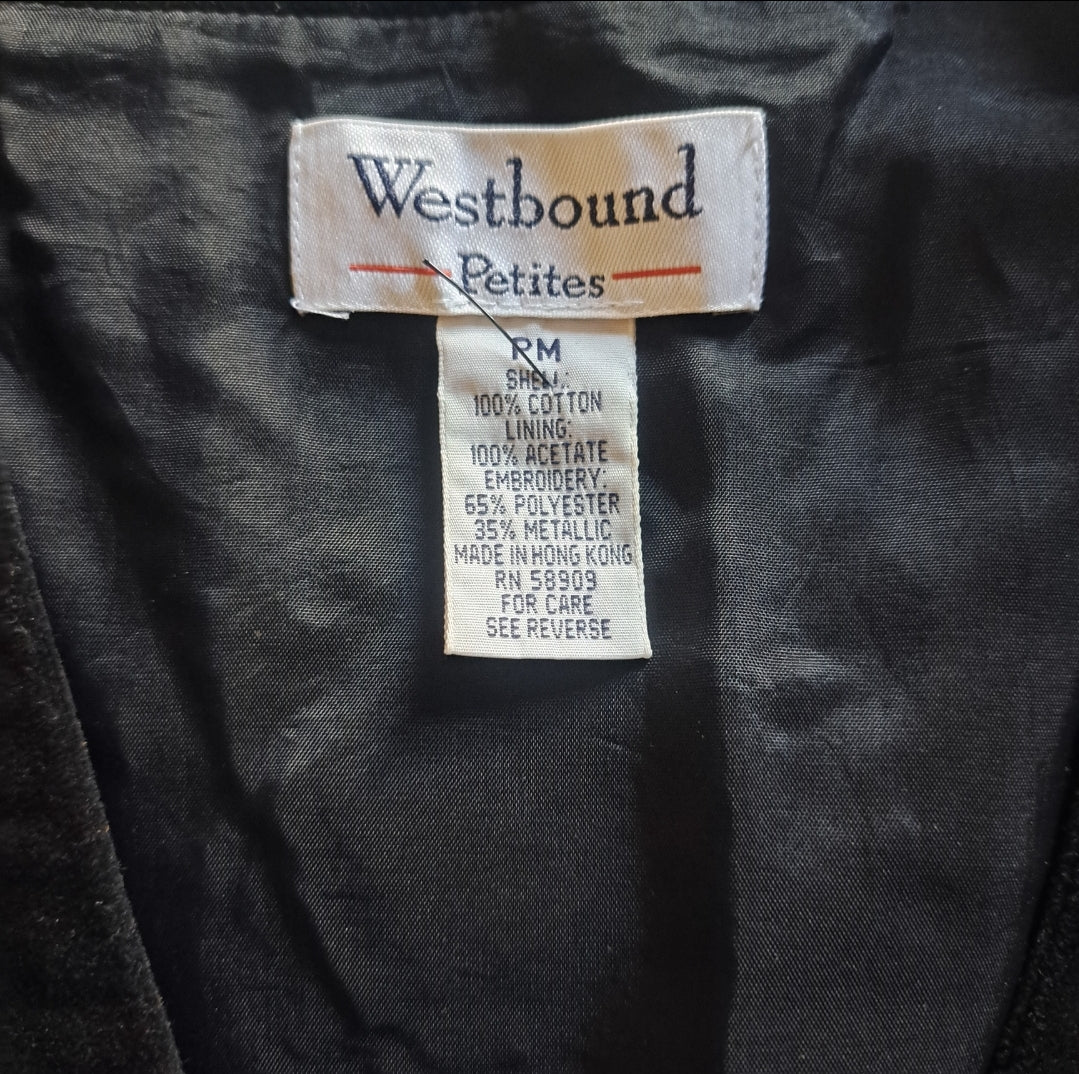 Westbound
Petites
PM
SHELL:
100% COTTON
LINING:
100% ACETATE
EMBROIDERY:
65% POLYESTER
35% METALLIC
MADE IN HONG KONG
RN 58909
FOR CARE
SEE REVERSE